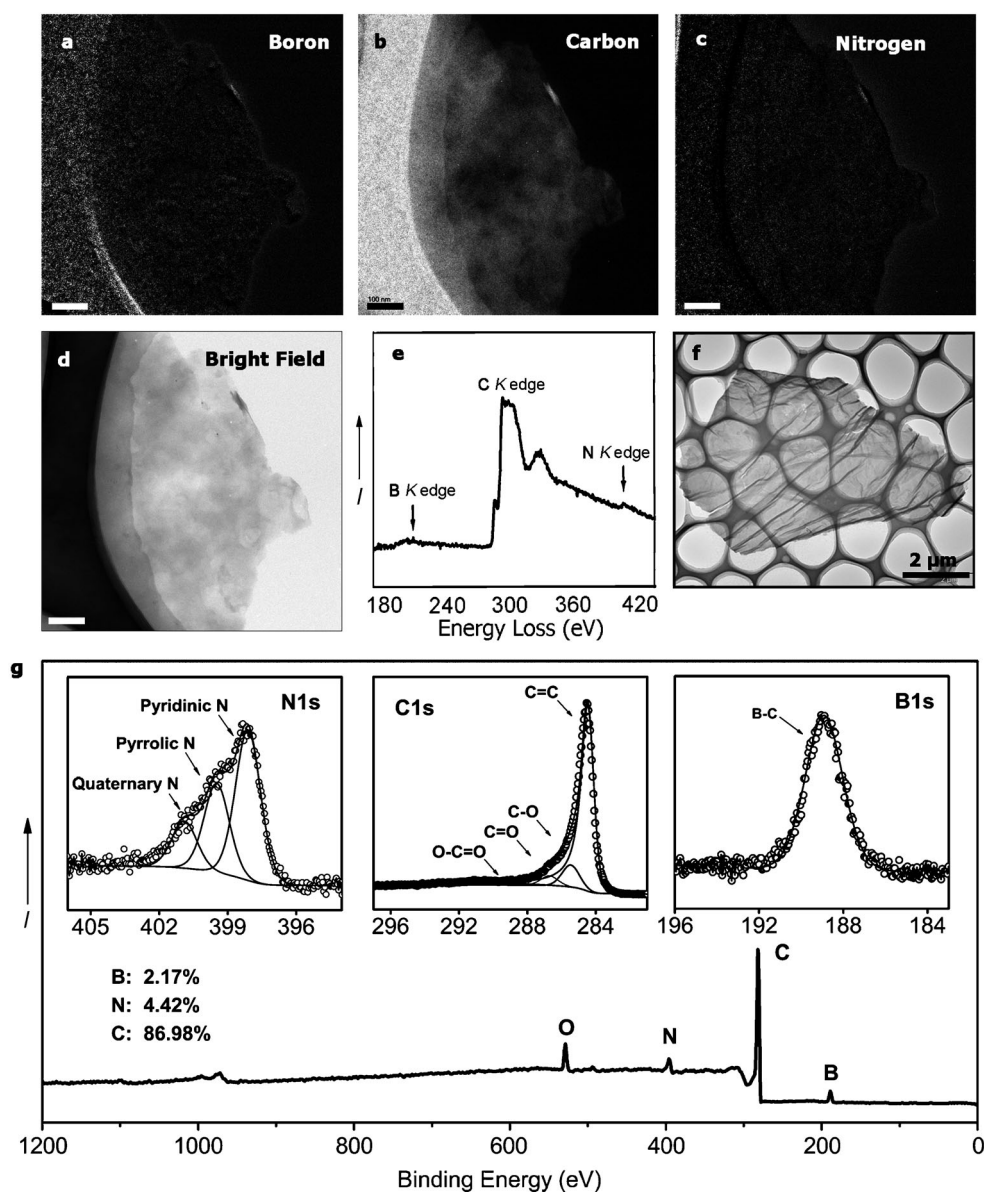 a Boron
b Carbon
100 nm
c Nitrogen
d Bright Field
e
C K edge
N K edge
B K edge
I
180 240 300 360 420
Energy Loss (eV)
f
2 µm
g
N1s
Pyridinic N
Pyrrolic N
Quaternary N
405 402 399 396
C1s
C=C
C-O
C=O
O-C=O
296 292 288 284
B1s
B-C
196 192 188 184
I
B: 2.17%
N: 4.42%
C: 86.98%
O
N
C
B
1200 1000 800 600 400 200 0
Binding Energy (eV)